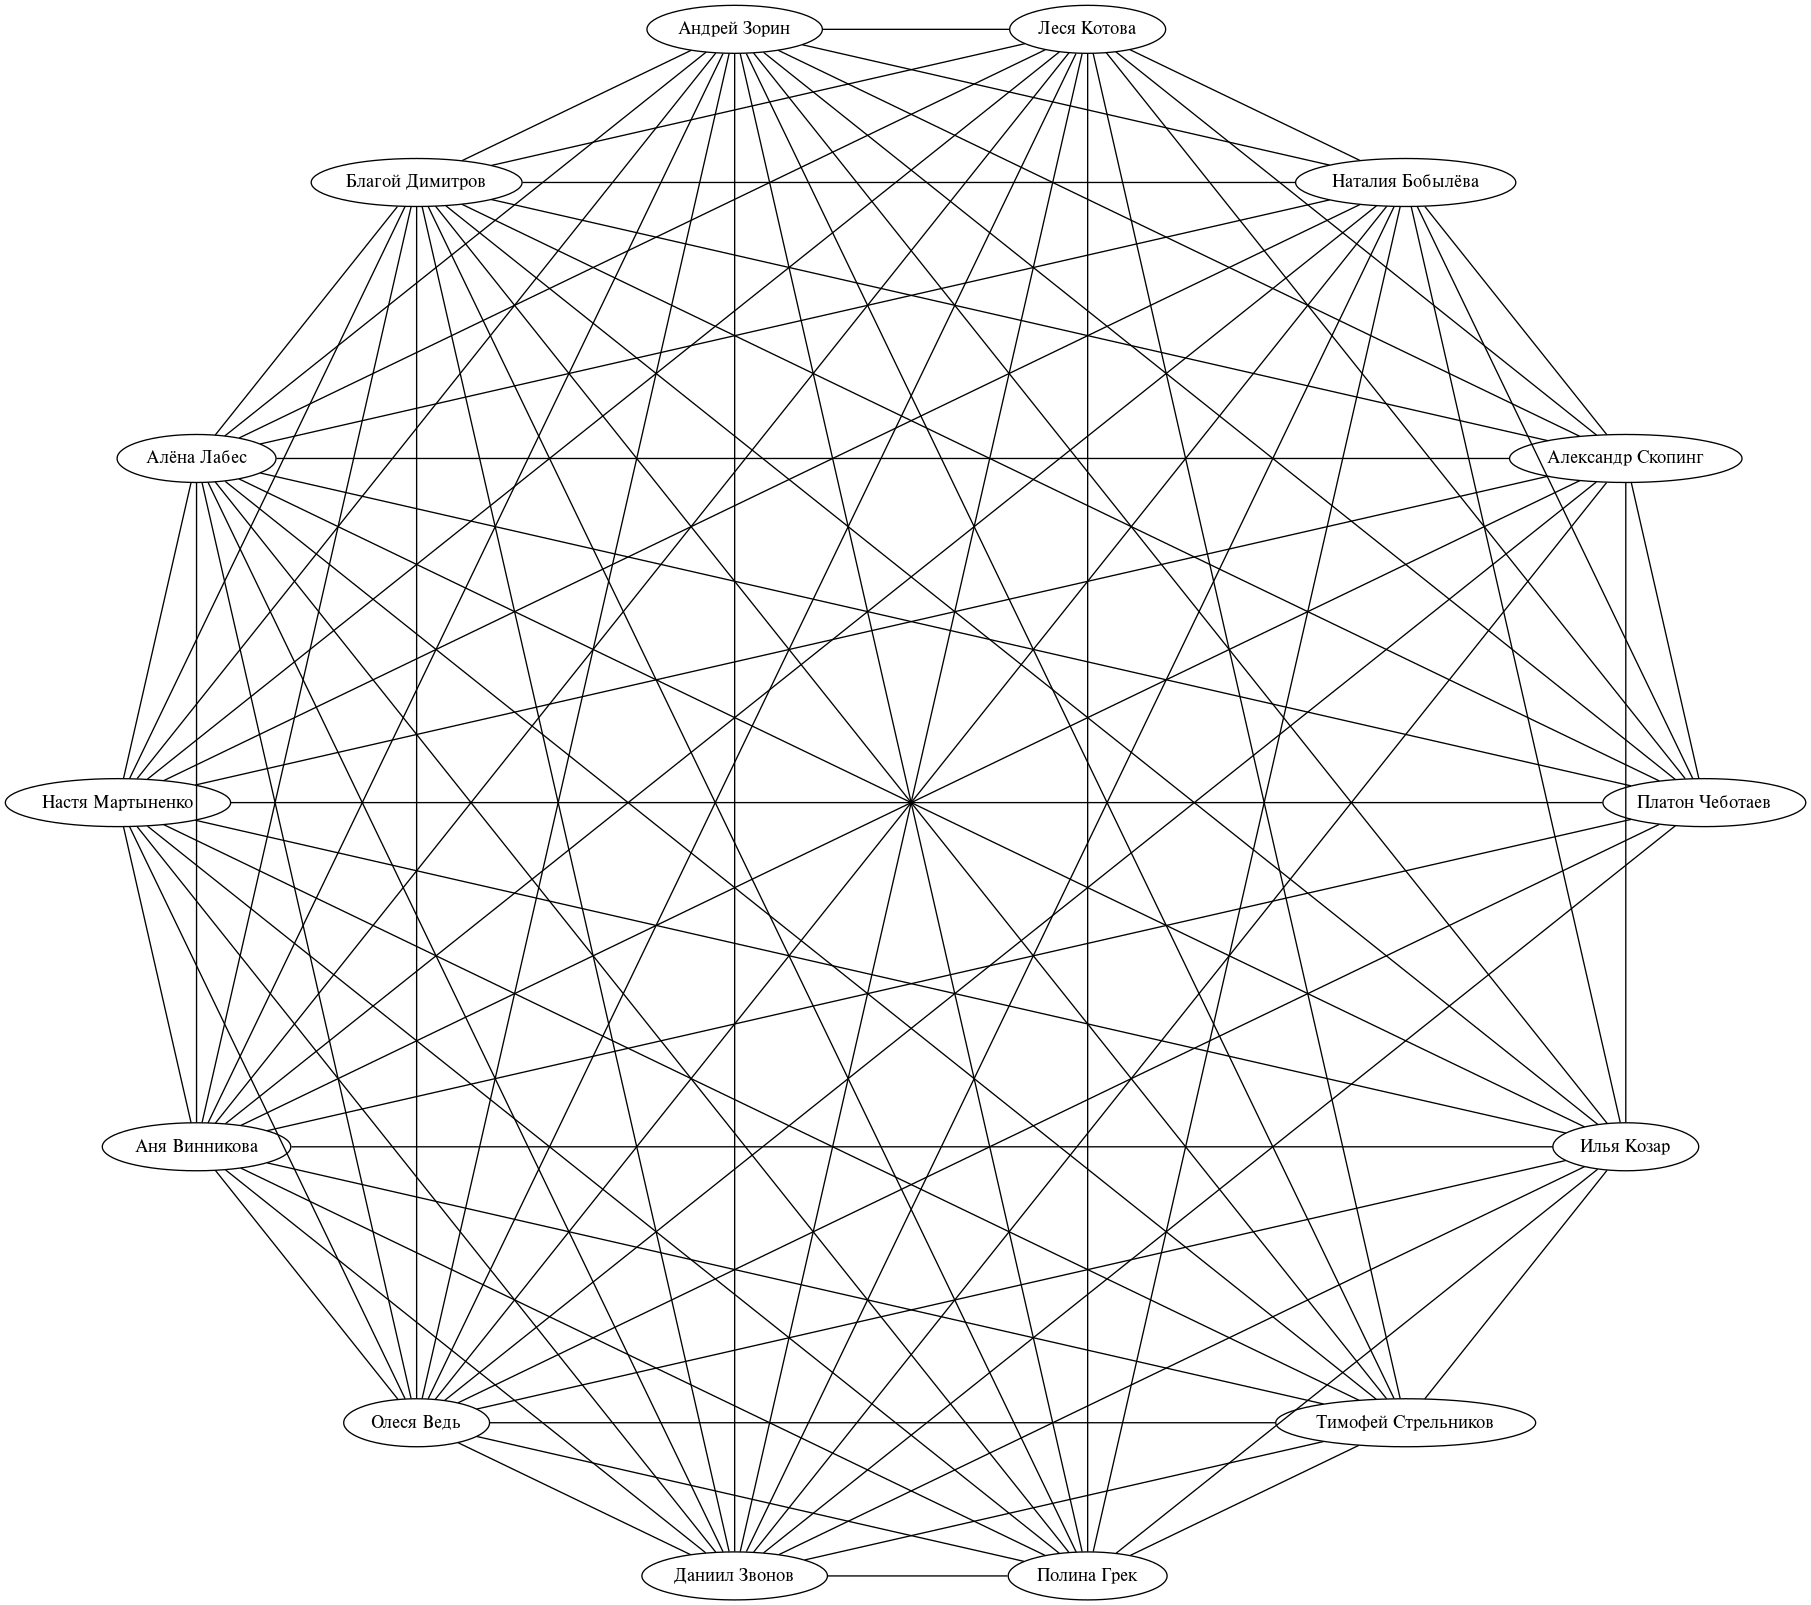 Андрей Зорин
Леся Котова
Благой Димитров
Наталия Бобылёва
Алёна Лабес
Александр Скопинг
Настя Мартыненко
Платон Чеботаев
Аня Винникова
Илья Козар
Олеся Ведь
Тимофей Стрельников
Даниил Звонов
Полина Грек